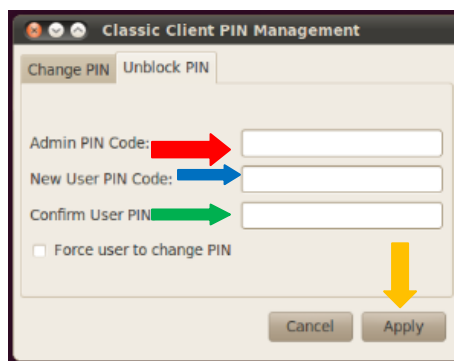 Classic Client PIN Management
Change PIN Unblock PIN
Admin PIN Code:
New User PIN Code:
Confirm User PIN
Force user to change PIN
Cancel Apply